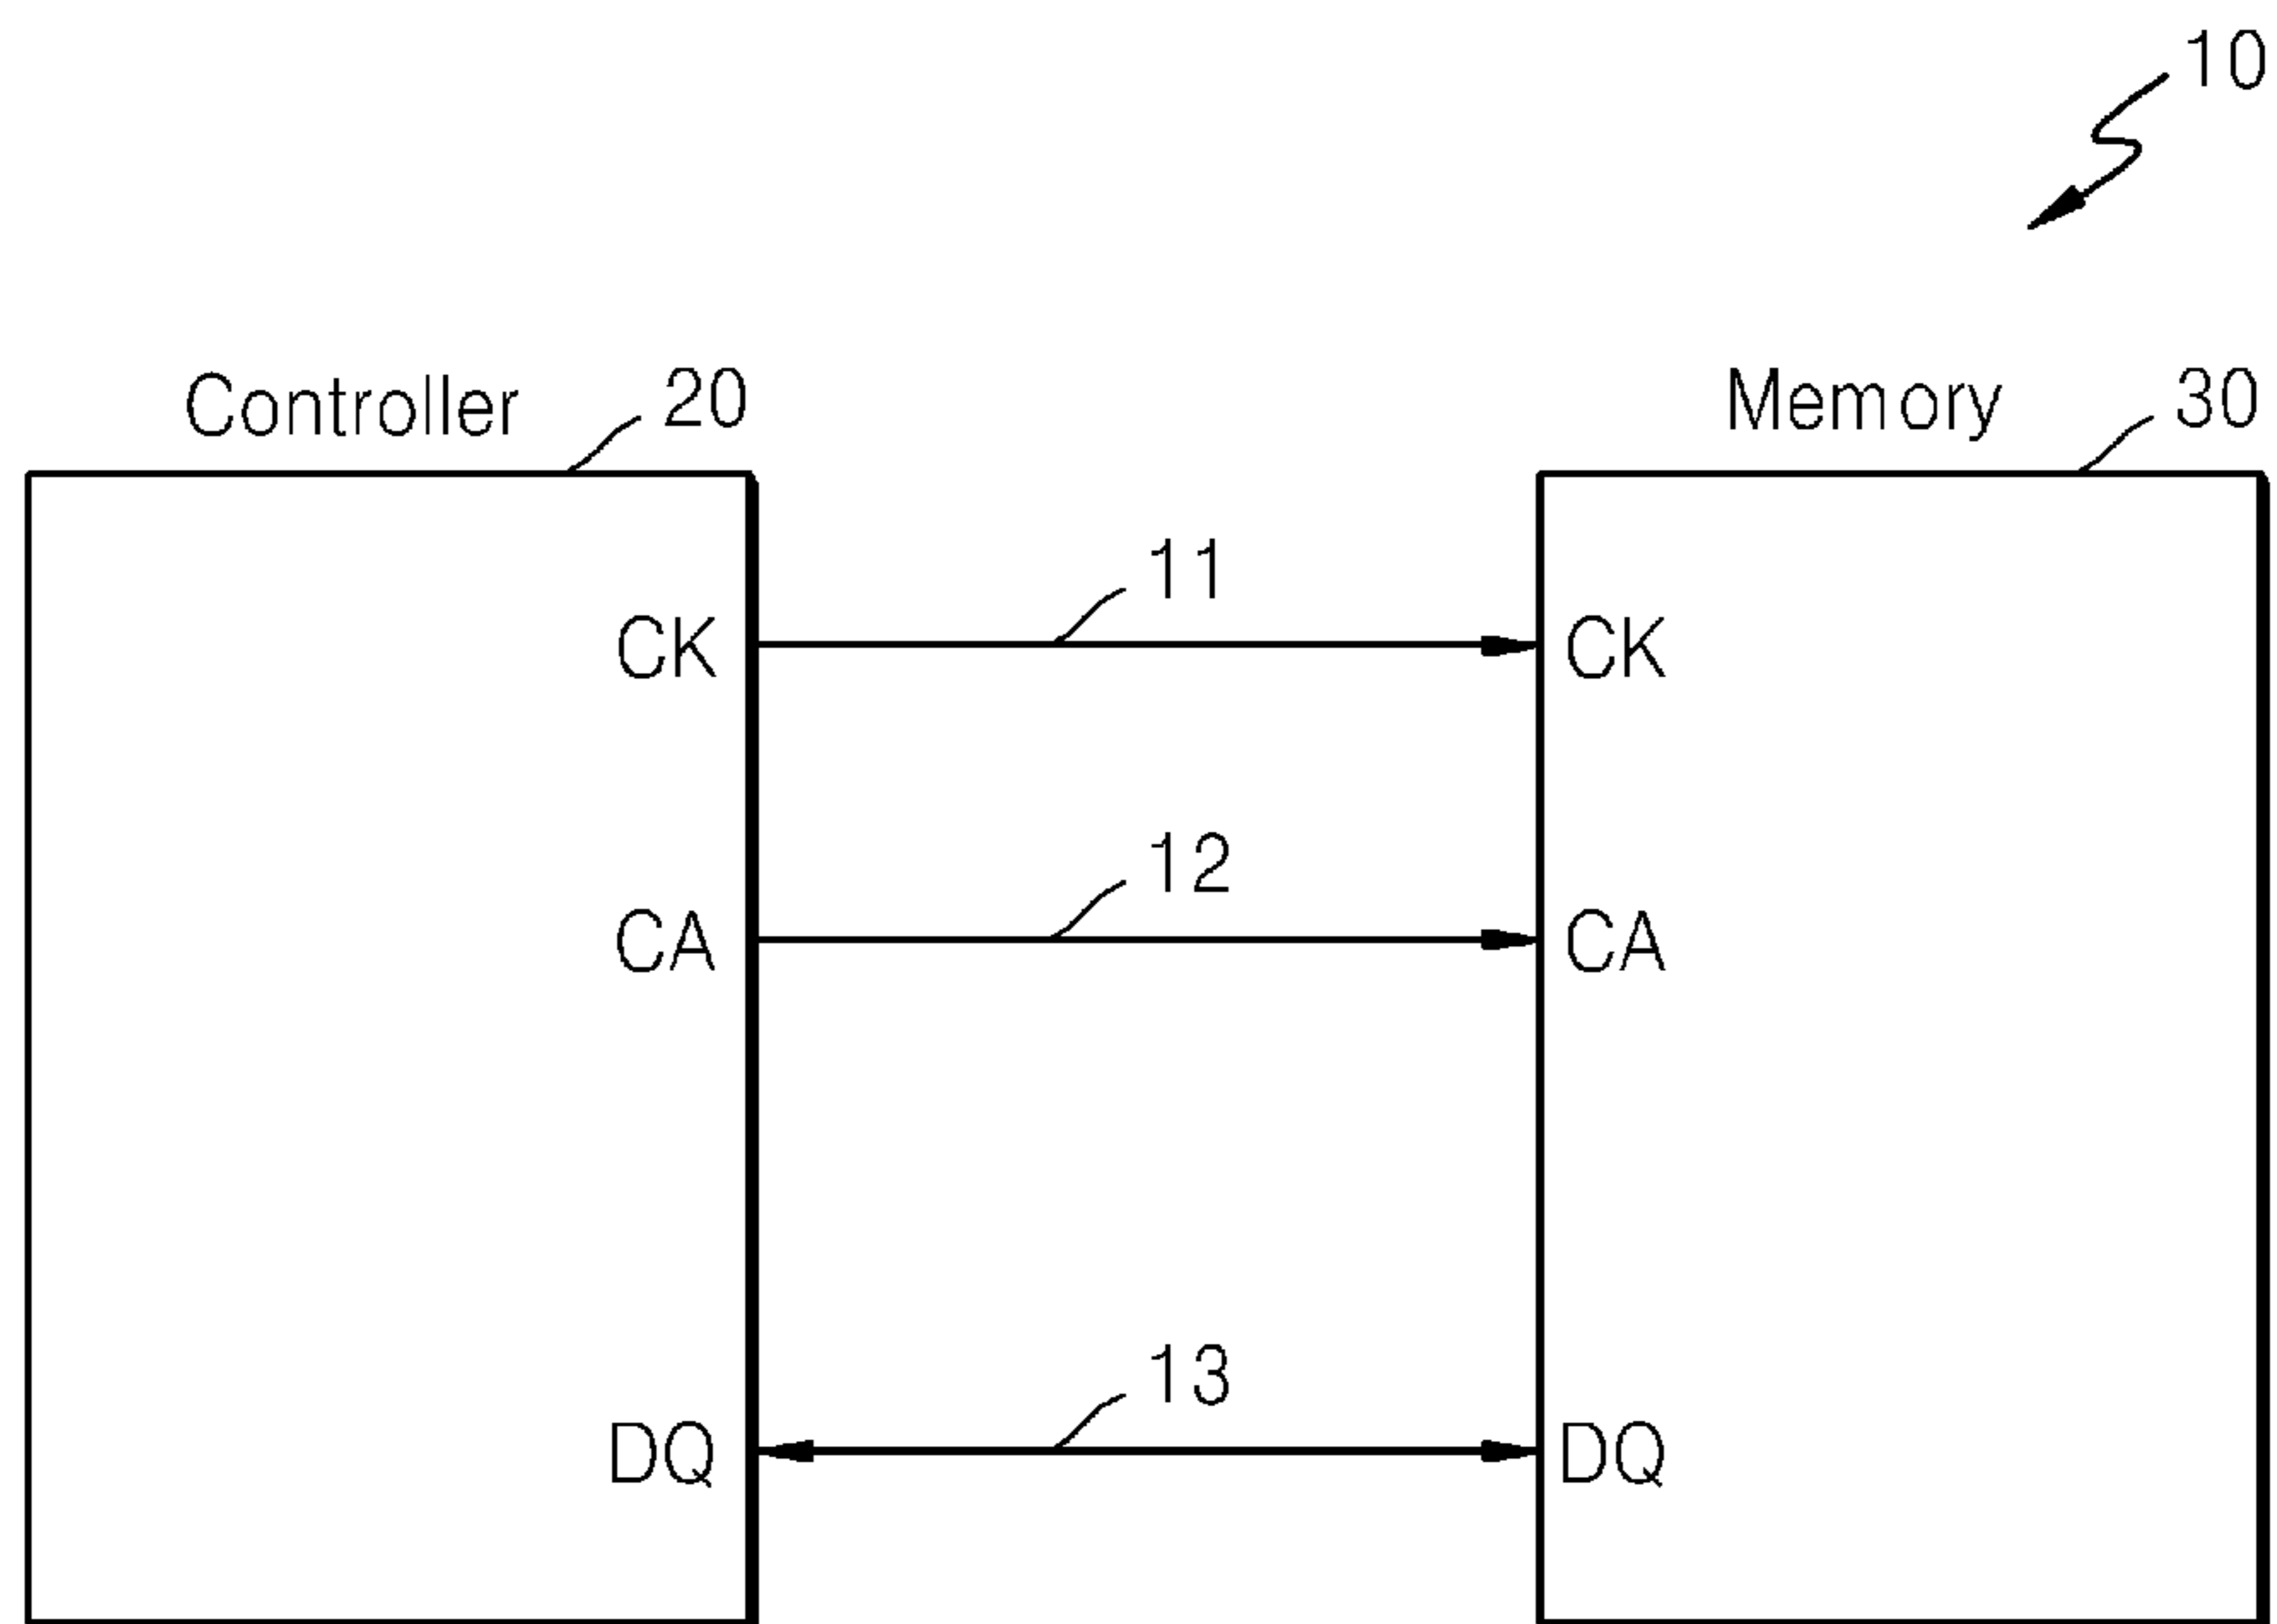 10
Controller 20
Memory 30
11
CK CK
12
CA CA
13
DQ DQ